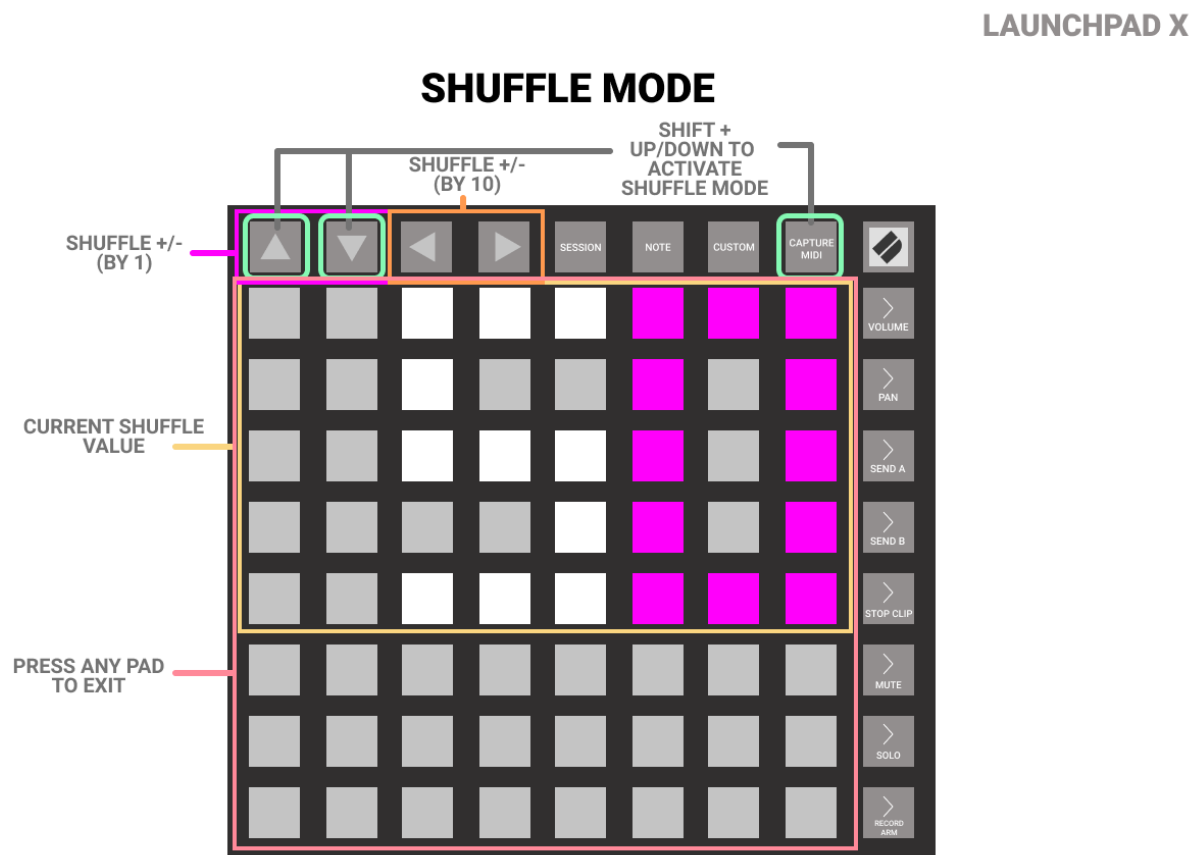 LAUNCHPAD X
SHUFFLE MODE
SHIFT +
UP/DOWN TO
ACTIVATE
SHUFFLE MODE
SHUFFLE +/-
(BY 10)
SHUFFLE +/-
(BY 1)
SESSION
NOTE
CUSTOM
CAPTURE
MIDI
VOLUME
PAN
CURRENT SHUFFLE
VALUE
SEND A
SEND B
STOP CLIP
PRESS ANY PAD
TO EXIT
MUTE
SOLO
RECORD
ARM